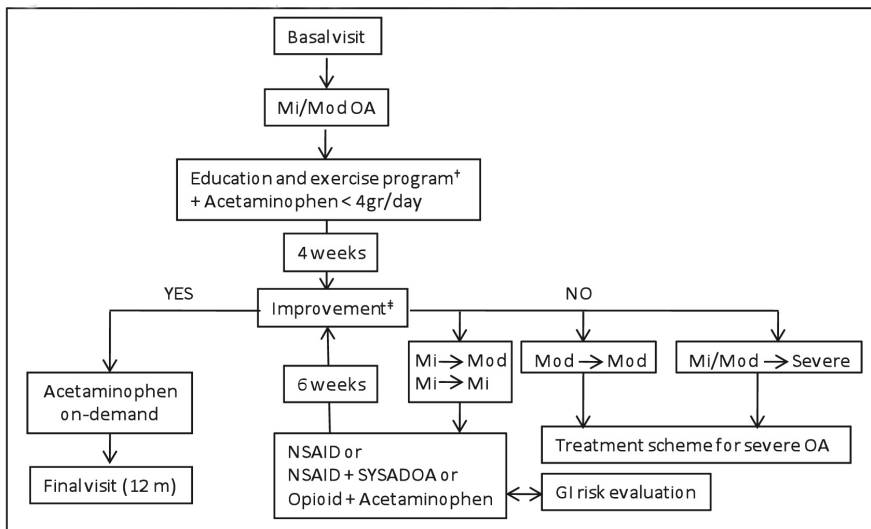 Basal visit
Mi/Mod OA
Education and exercise program†
+ Acetaminophen < 4gr/day
4 weeks
YES
Improvement‡
NO
6 weeks
Mi → Mod
Mi → Mi
Mod → Mod
Mi/Mod → Severe
Acetaminophen
on-demand
Treatment scheme for severe OA
NSAID or
NSAID + SYSADOA or
Opioid + Acetaminophen
Final visit (12 m)
GI risk evaluation